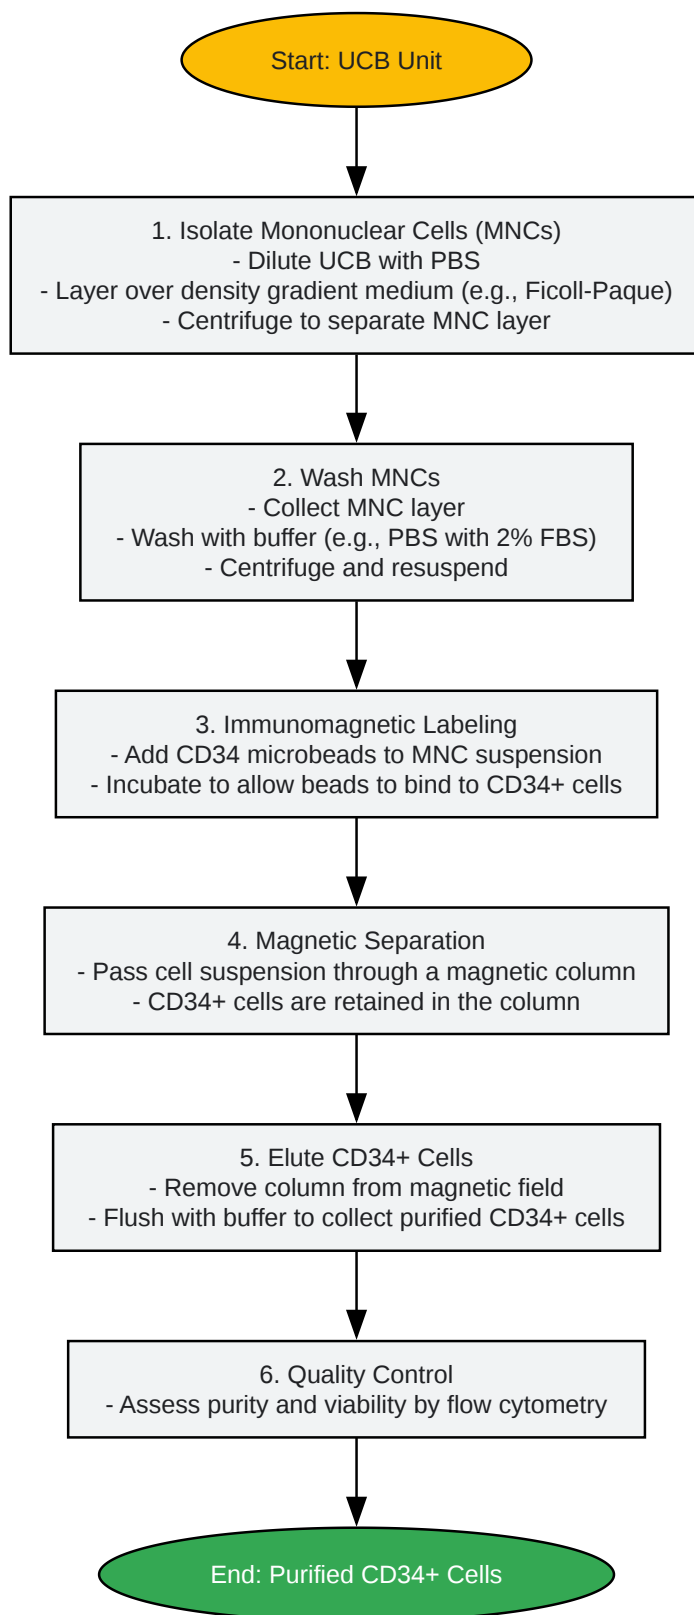 Start: UCB Unit
1. Isolate Mononuclear Cells (MNCs)
- Dilute UCB with PBS
- Layer over density gradient medium (e.g., Ficoll-Paque)
- Centrifuge to separate MNC layer
2. Wash MNCs
- Collect MNC layer
- Wash with buffer (e.g., PBS with 2% FBS)
- Centrifuge and resuspend
3. Immunomagnetic Labeling
- Add CD34 microbeads to MNC suspension
- Incubate to allow beads to bind to CD34+ cells
4. Magnetic Separation
- Pass cell suspension through a magnetic column
- CD34+ cells are retained in the column
5. Elute CD34+ Cells
- Remove column from magnetic field
- Flush with buffer to collect purified CD34+ cells
6. Quality Control
- Assess purity and viability by flow cytometry
End: Purified CD34+ Cells